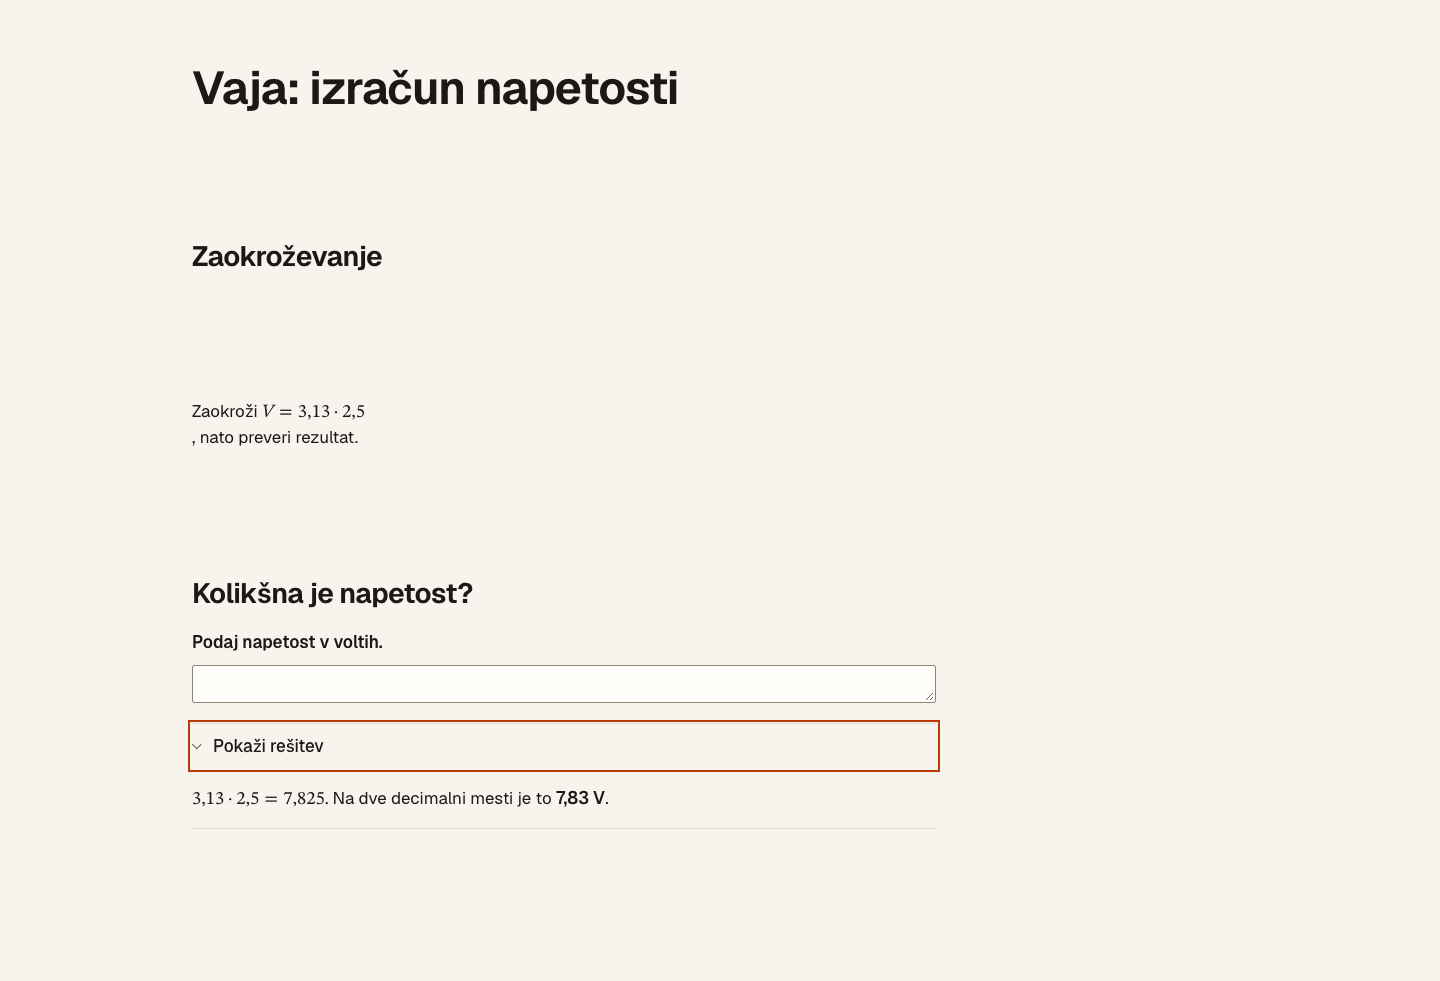 Vaja: izračun napetosti
Zaokroževanje
Zaokroži V = 3,13 · 2,5
, nato preveri rezultat.
Kolikšna je napetost?
Podaj napetost v voltih.
Pokaži rešitev
3,13 · 2,5 = 7,825. Na dve decimalni mesti je to 7,83 V.